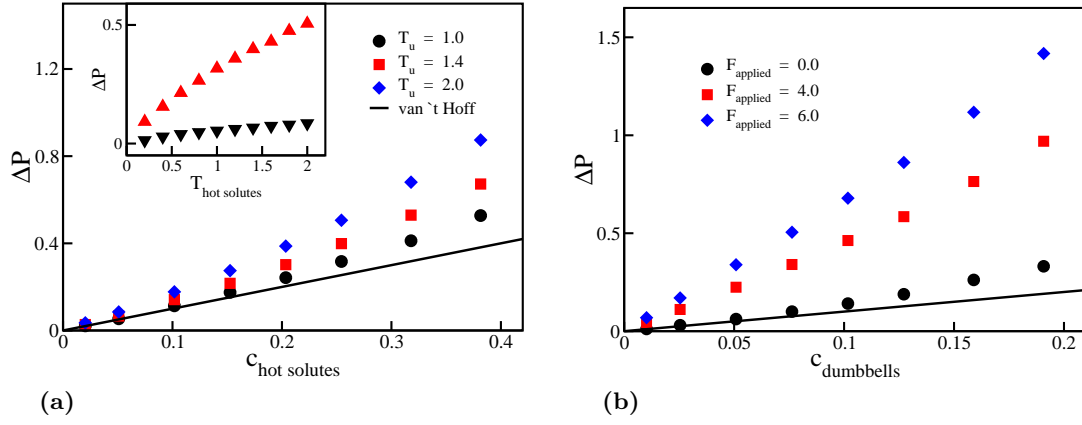 1.2
0.8
0.4
0
0
0.1
0.2
0.3
0.4
ΔP
c_hot solutes
0.5
0
0
0.5
1
1.5
2
ΔP
T_hot solutes
T_u = 1.0
T_u = 1.4
T_u = 2.0
van `t Hoff
(a)
1.5
1
0.5
0
0
0.05
0.1
0.15
0.2
ΔP
c_dumbbells
F_applied = 0.0
F_applied = 4.0
F_applied = 6.0
(b)